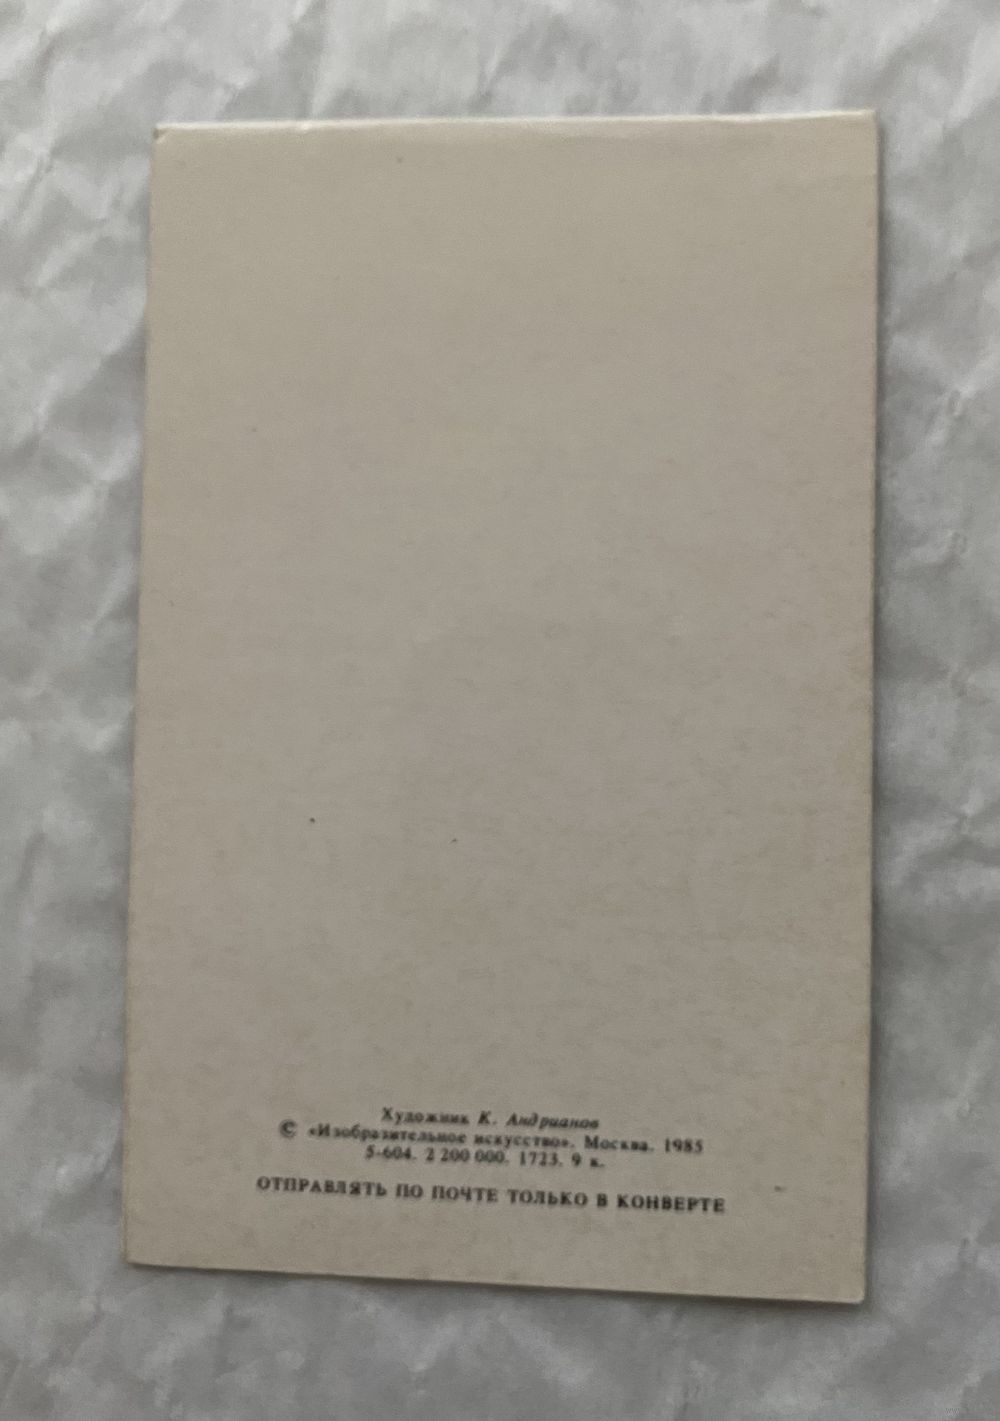 Художник К. Андрианов
© «Изобразительное искусство». Москва. 1985
5-604. 2 200 000. 1723. 9 к.
ОТПРАВЛЯТЬ ПО ПОЧТЕ ТОЛЬКО В КОНВЕРТЕ